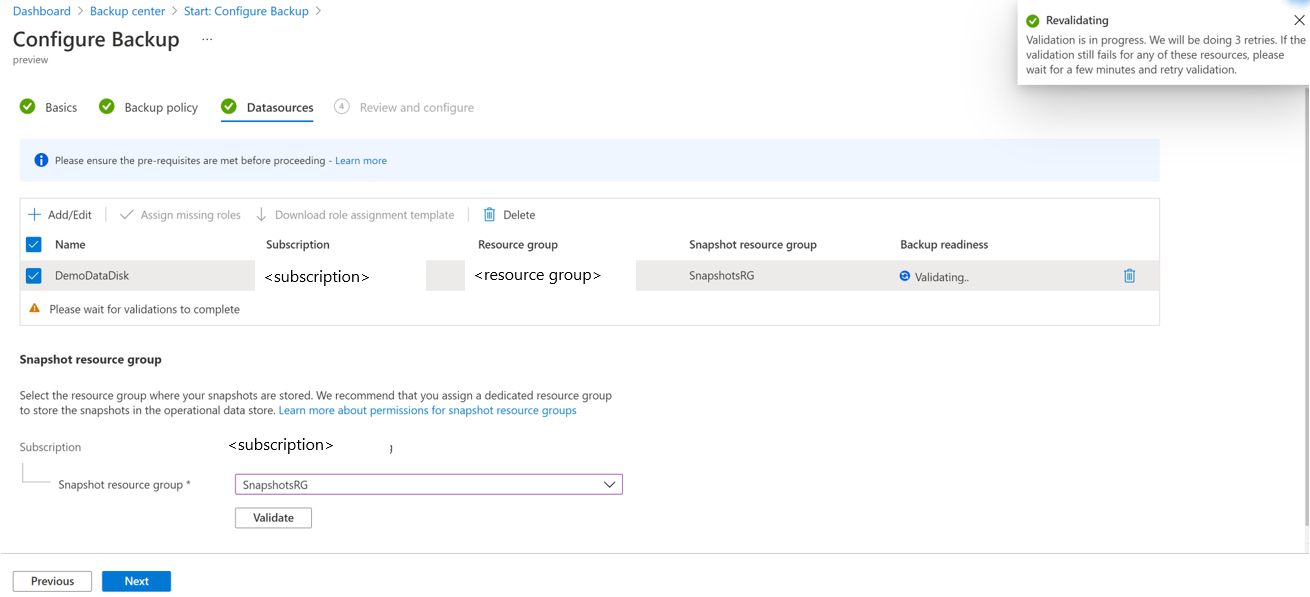 Dashboard > Backup center > Start: Configure Backup >
Configure Backup ...
preview
Revalidating
Validation is in progress. We will be doing 3 retries. If the
validation still fails for any of these resources, please
wait for a few minutes and retry validation.
Basics Backup policy Datasources 4 Review and configure
Please ensure the pre-requisites are met before proceeding - Learn more
Add/Edit Assign missing roles Download role assignment template Delete
Name Subscription Resource group Snapshot resource group Backup readiness
DemoDataDisk <subscription> <resource group> SnapshotsRG Validating..
Please wait for validations to complete
Snapshot resource group
Select the resource group where your snapshots are stored. We recommend that you assign a dedicated resource group
to store the snapshots in the operational data store. Learn more about permissions for snapshot resource groups
Subscription <subscription>
Snapshot resource group * SnapshotsRG
Validate
Previous Next